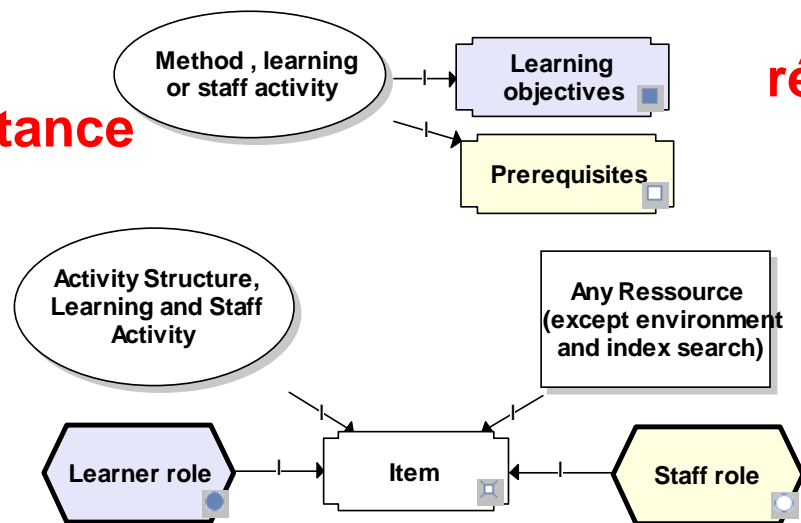 Method , learning
or staff activity
I
Learning
objectives
ré
tance
I
Prerequisites
Activity Structure,
Learning and Staff
Activity
Any Ressource
(except environment
and index search)
I
I
Learner role
I
Item
I
Staff role